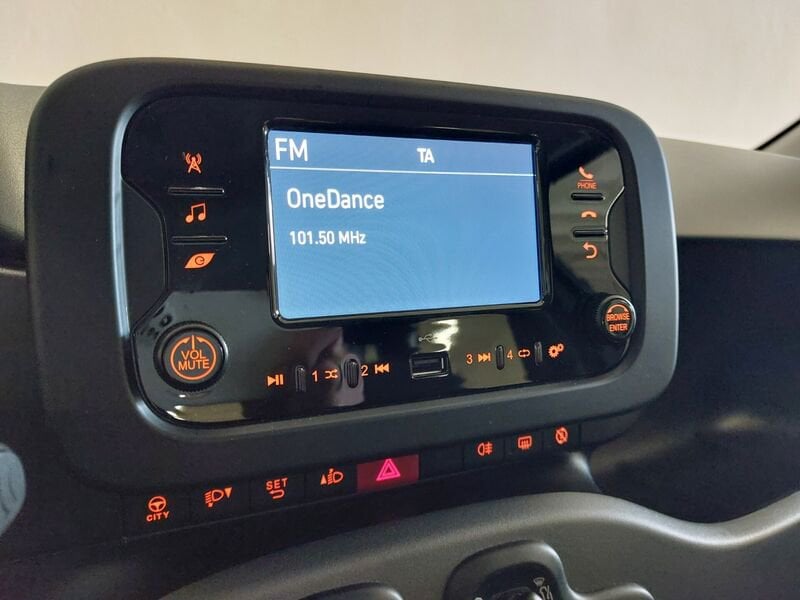 FM TA
OneDance
101.50 MHz
PHONE
VOL
MUTE
BROWSE
ENTER
1 2 3 4
CITY
SET